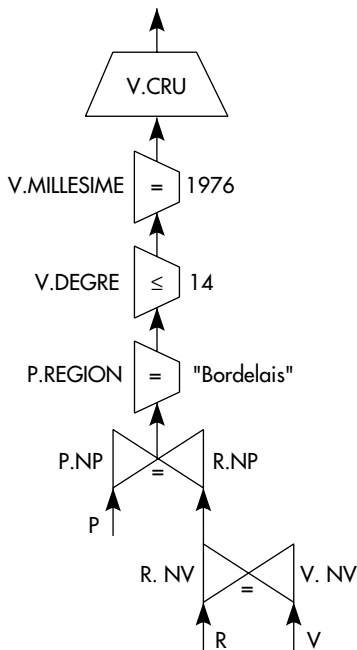 V.CRU
V.MILLESIME = 1976
V.DEGRE ≤ 14
P.REGION = "Bordelais"
P.NP = R.NP
P
R. NV = V. NV
R V